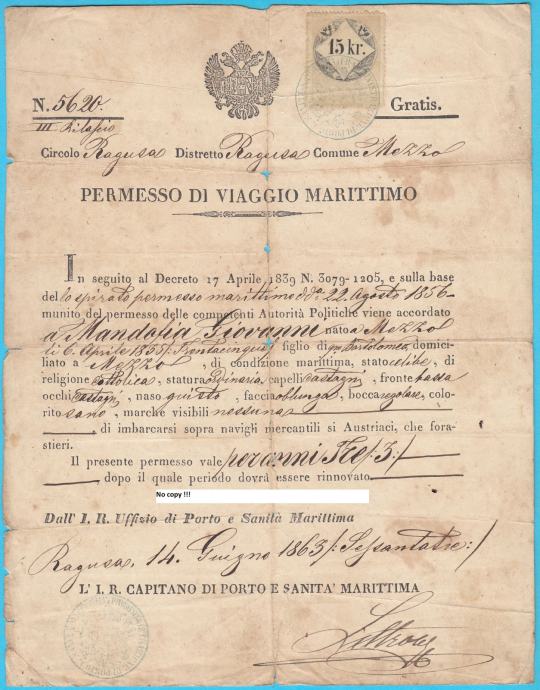 15 kr.
N. 5620.
Gratis.
III Rilascio
Circolo Ragusa Distretto Ragusa Comune Mezzo
PERMESSO DI VIAGGIO MARITTIMO
In seguito al Decreto 17 Aprile 1839 N. 3079-1205, e sulla base
del lo spirato permesso marittimo dd.° 22 Agosto 1856
munito del permesso delle competenti Autorità Politiche viene accordato
a Mandolia Giovanni nato a Mezzo
li 6. Aprile 1835 /: trentacinque :/ figlio di Bartolomeo domici-
liato a Mezzo , di condizione marittima, stato celibe, di
religione cattolica, statura ordinaria capelli castagni, fronte bassa
occhi castagni, naso giusto, faccia oblunga, bocca regolare, colo-
rito sano, marche visibili nessuna
di imbarcarsi sopra navigli mercantili si Austriaci, che fora-
stieri.
Il presente permesso vale per anni tre /: 3 :/
dopo il quale periodo dovrà essere rinnovato.
No copy !!!
Dall' I. R. Uffizio di Porto e Sanità Marittima
Ragusa, 14. Giugno 1863 /: Sessantatre :/
L' I. R. CAPITANO DI PORTO E SANITA' MARITTIMA